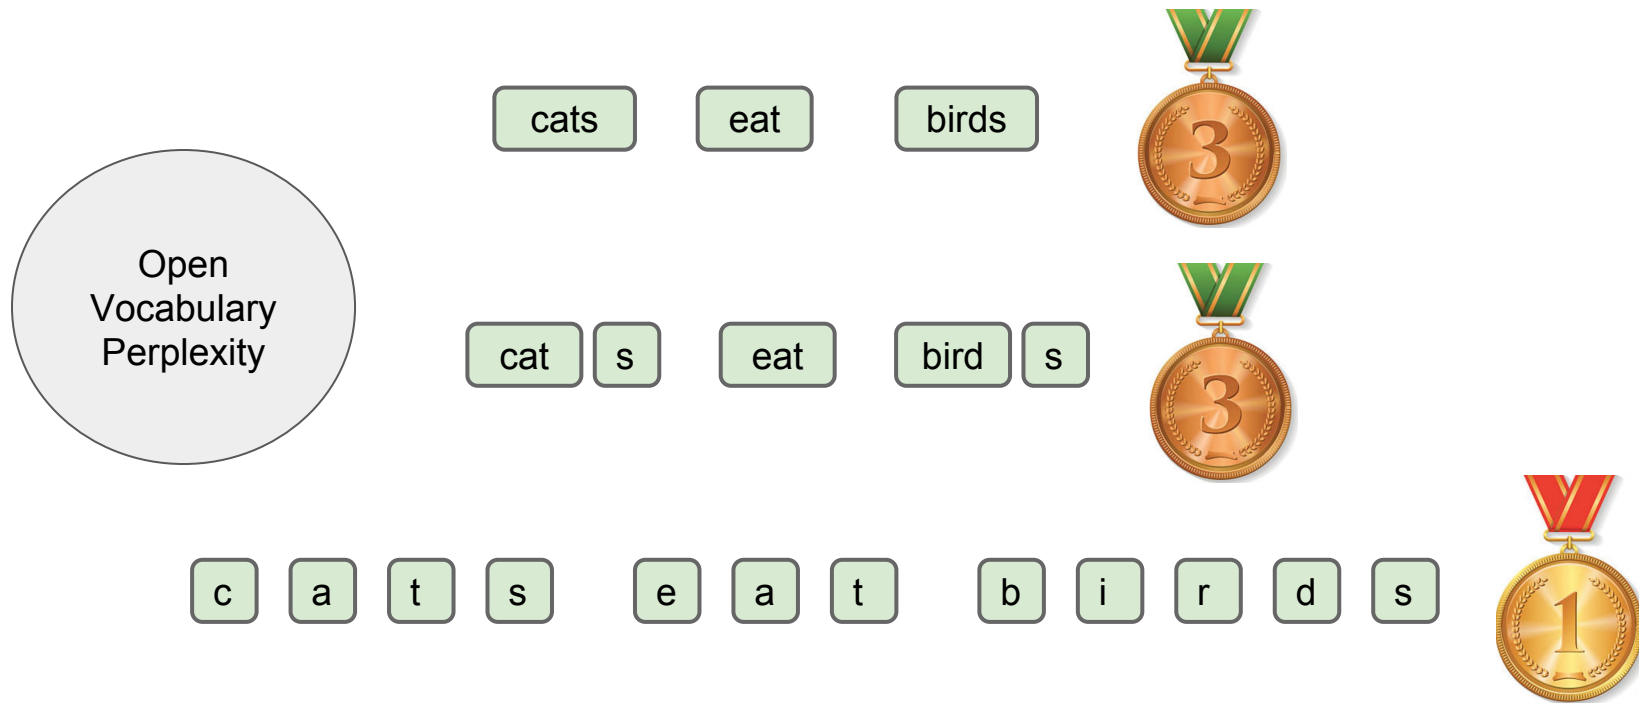 cats eat birds 3
Open
Vocabulary
Perplexity
cat s eat bird s 3
c a t s e a t b i r d s 1